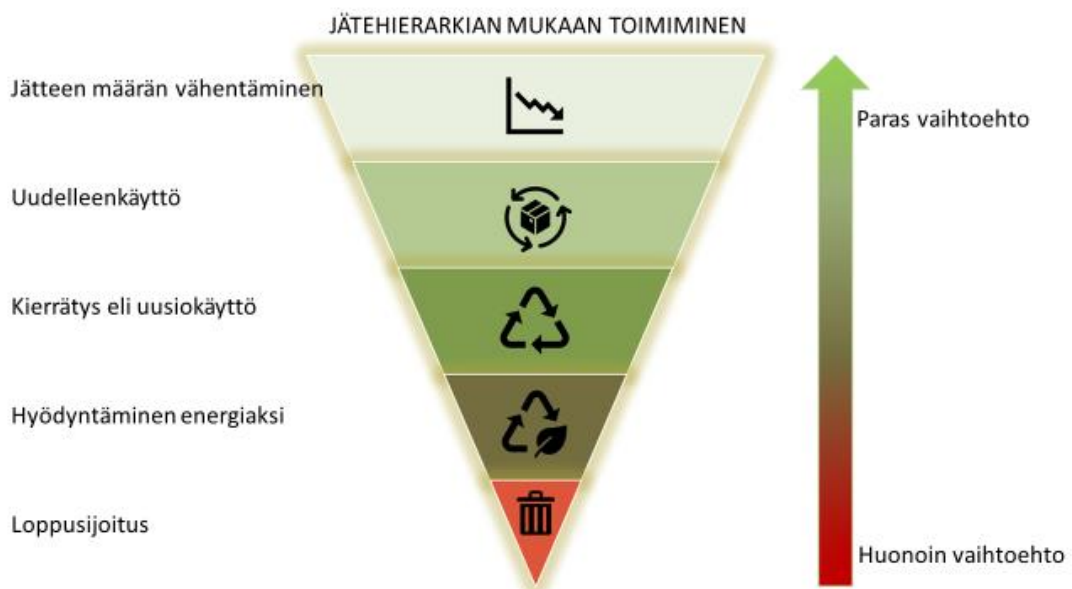 JÄTEHIERARKIAN MUKAAN TOIMIMINEN
Jätteen määrän vähentäminen
Paras vaihtoehto
Uudelleenkäyttö
Kierrätys eli uusiokäyttö
Hyödyntäminen energiaksi
Loppusijoitus
Huonoin vaihtoehto